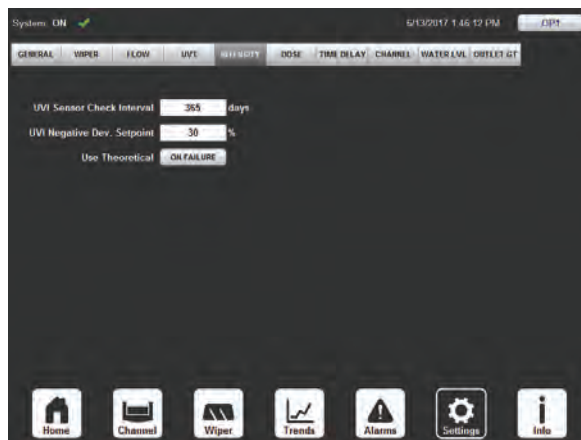 System: ON 6/13/2017 1:46:12 PM OP1
GENERAL WIPER FLOW UVT INTENSITY DOSE TIME DELAY CHANNEL WATER LVL OUTLET GT
UVI Sensor Check Interval 365 days
UVI Negative Dev. Setpoint 30 %
Use Theoretical ON FAILURE
Home Channel Wiper Trends Alarms Settings Info